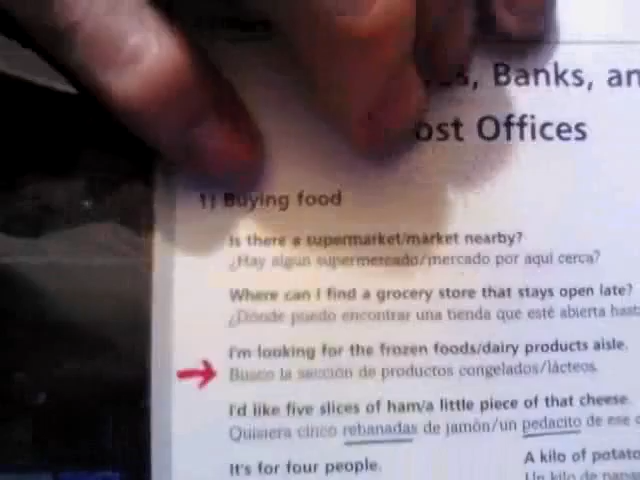 Banks, an
ost Offices
1) Buying food
Is there a supermarket/market nearby?
¿Hay algún supermercado/mercado por aquí cerca?
Where can I find a grocery store that stays open late?
¿Dónde puedo encontrar una tienda que esté abierta hast
I'm looking for the frozen foods/dairy products aisle.
Busco la sección de productos congelados/lácteos.
I'd like five slices of ham/a little piece of that cheese.
Quisiera cinco rebanadas de jamón/un pedacito de ese
It's for four people.
A kilo of potato
Un kilo de papas